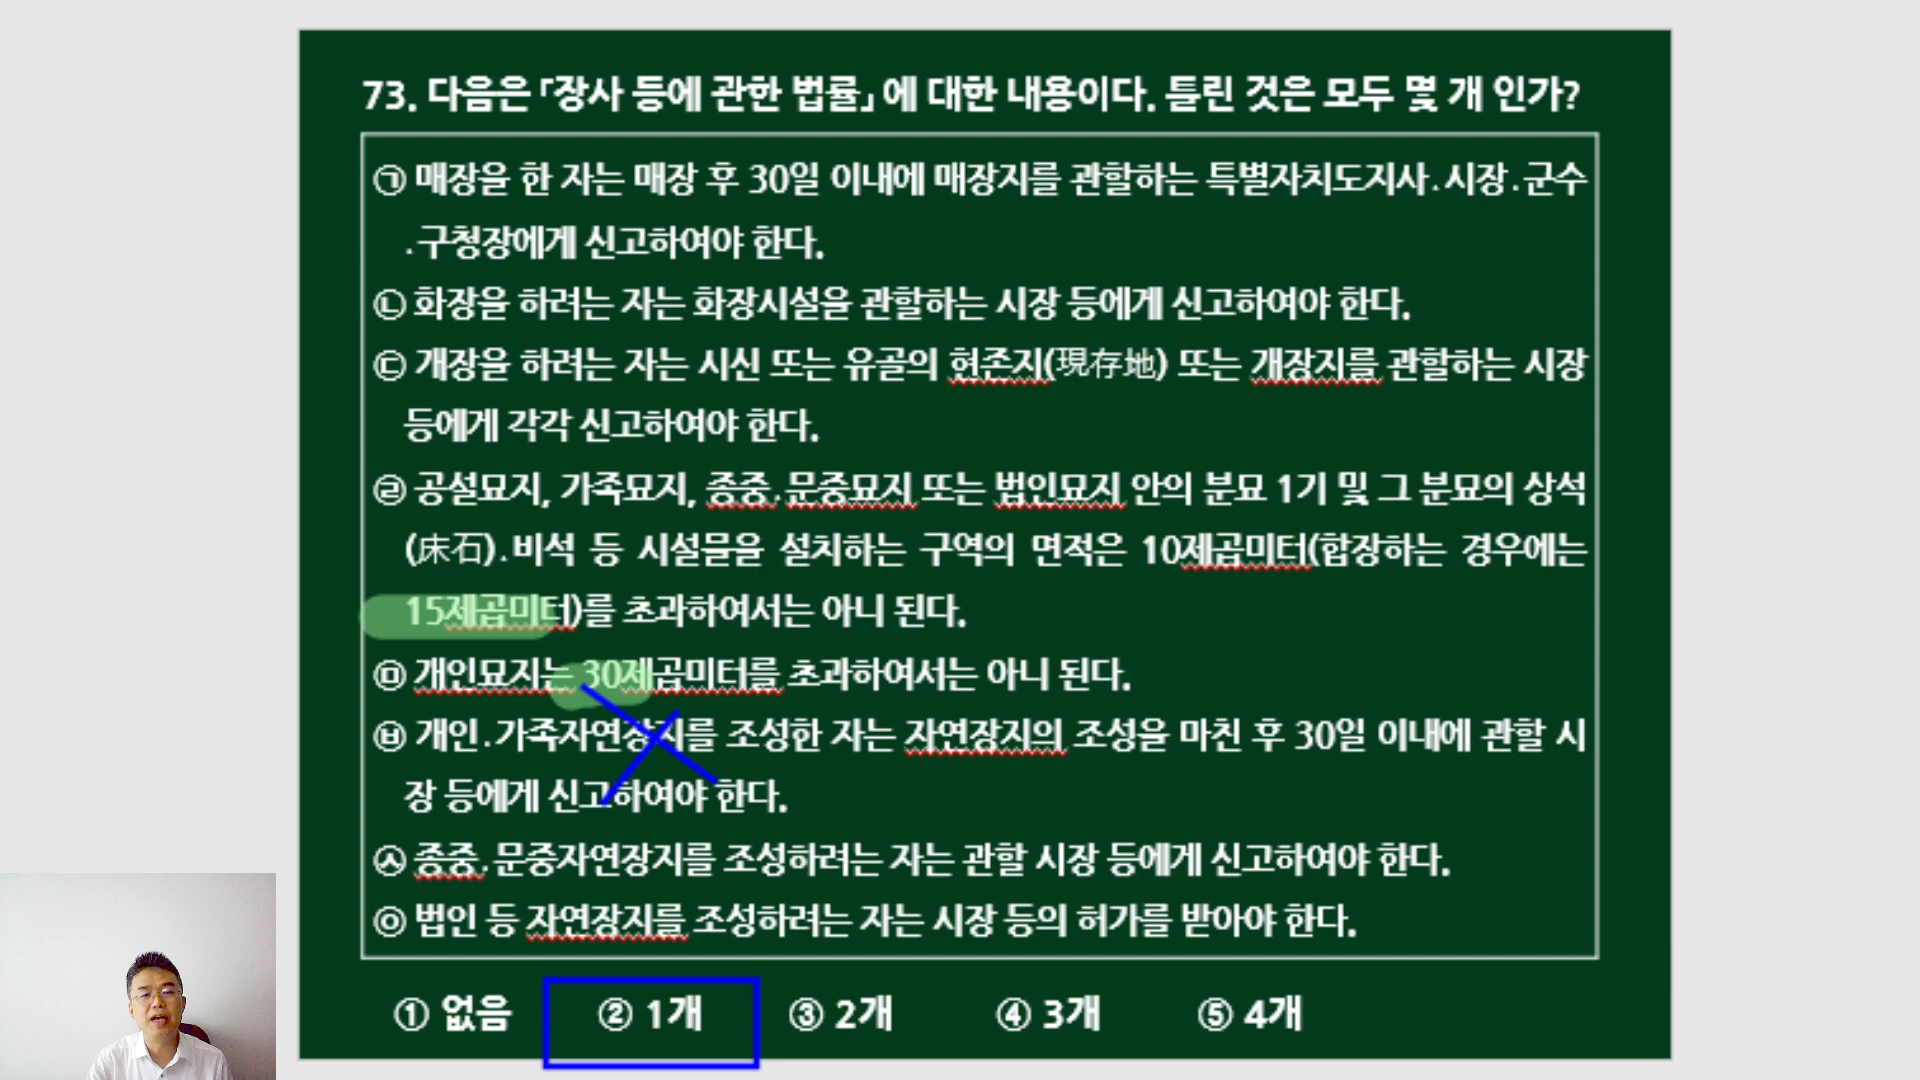 73. 다음은 「장사 등에 관한 법률」 에 대한 내용이다. 틀린 것은 모두 몇 개 인가?
㉠ 매장을 한 자는 매장 후 30일 이내에 매장지를 관할하는 특별자치도지사.시장.군수
.구청장에게 신고하여야 한다.
㉡ 화장을 하려는 자는 화장시설을 관할하는 시장 등에게 신고하여야 한다.
㉢ 개장을 하려는 자는 시신 또는 유골의 현존지(現存地) 또는 개장지를 관할하는 시장
등에게 각각 신고하여야 한다.
㉣ 공설묘지, 가족묘지, 종중.문중묘지 또는 법인묘지 안의 분묘 1기 및 그 분묘의 상석
(床石).비석 등 시설물을 설치하는 구역의 면적은 10제곱미터(합장하는 경우에는
15제곱미터)를 초과하여서는 아니 된다.
㉤ 개인묘지는 30제곱미터를 초과하여서는 아니 된다.
㉥ 개인.가족자연장지를 조성한 자는 자연장지의 조성을 마친 후 30일 이내에 관할 시
장 등에게 신고하여야 한다.
㉦ 종중.문중자연장지를 조성하려는 자는 관할 시장 등에게 신고하여야 한다.
㉧ 법인 등 자연장지를 조성하려는 자는 시장 등의 허가를 받아야 한다.
① 없음 ② 1개 ③ 2개 ④ 3개 ⑤ 4개